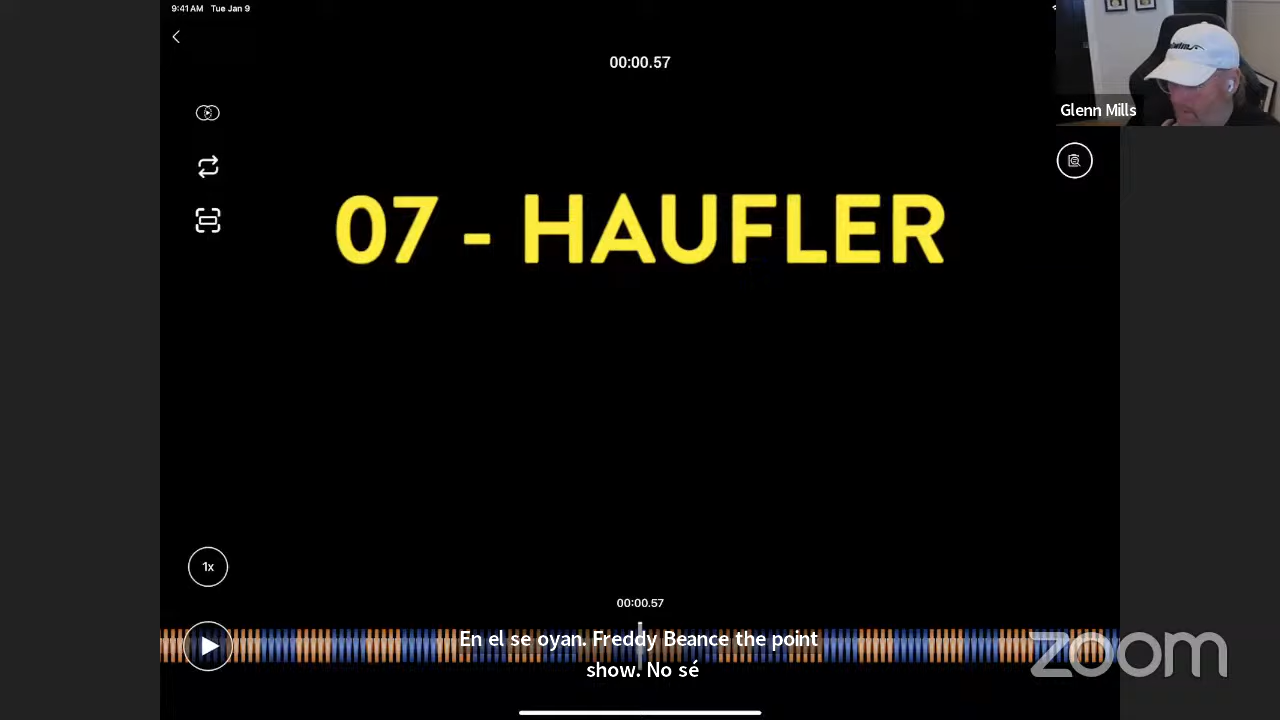 9:41 AM Tue Jan 9
00:00.57
Glenn Mills
07 - HAUFLER
1x
00:00.57
En el se oyan. Freddy Beance the point
show. No sé
zoom